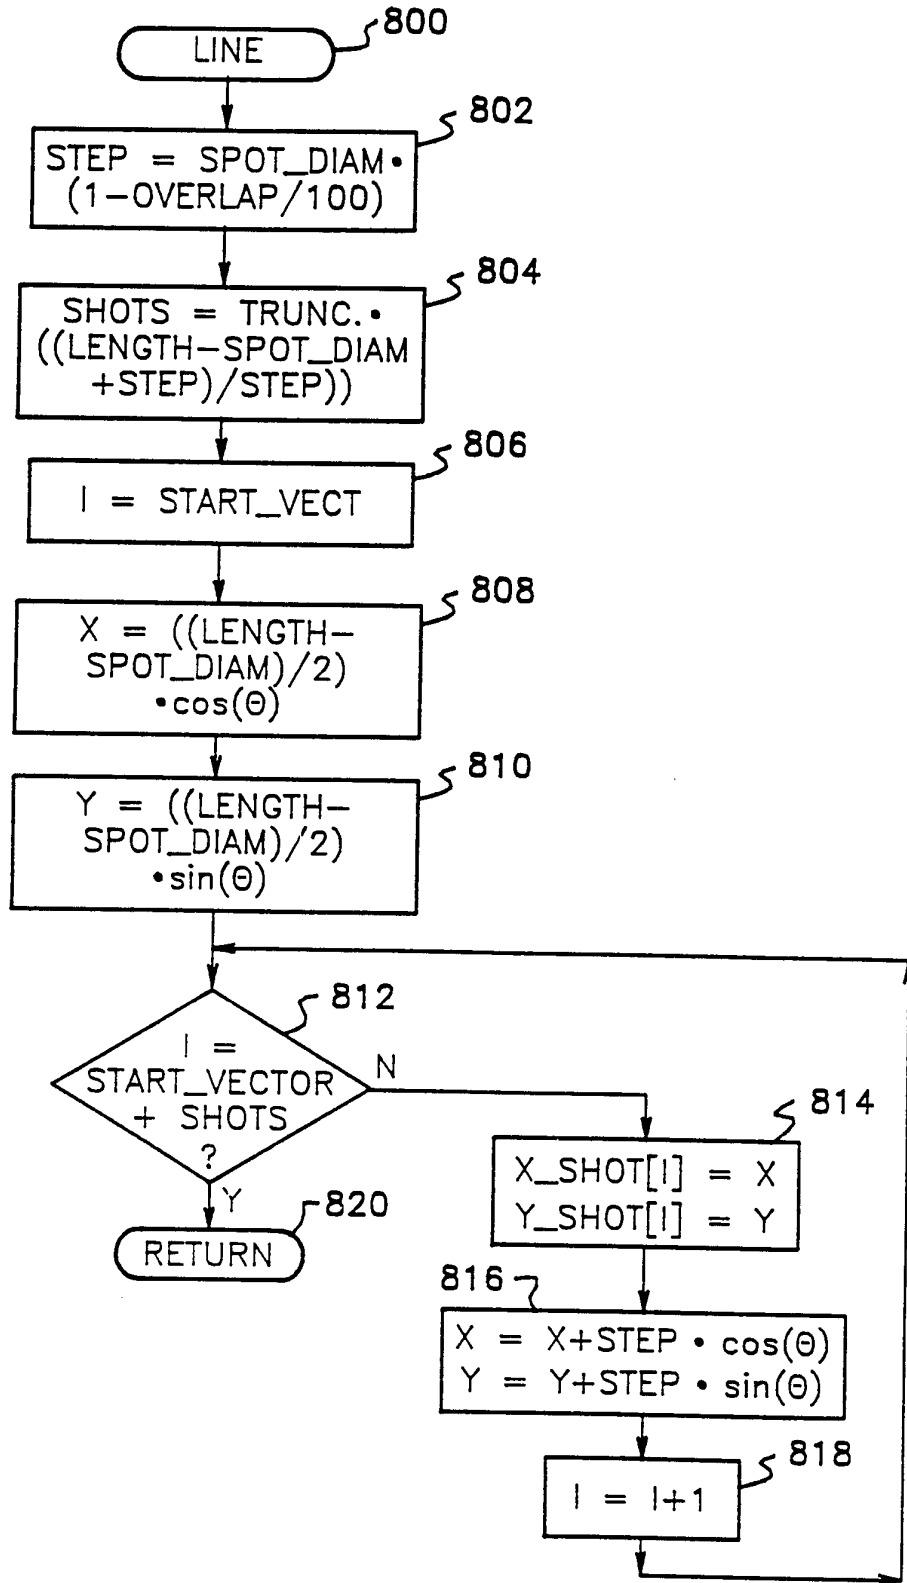 LINE
800
802
STEP = SPOT_DIAM•
(1-OVERLAP/100)
804
SHOTS = TRUNC.•
((LENGTH-SPOT_DIAM
+STEP)/STEP))
806
I = START_VECT
808
X = ((LENGTH-
SPOT_DIAM)/2)
•cos(Θ)
810
Y = ((LENGTH-
SPOT_DIAM)/2)
•sin(Θ)
812
I =
START_VECTOR
+ SHOTS
?
N
Y
814
X_SHOT[I] = X
Y_SHOT[I] = Y
820
RETURN
816
X = X+STEP • cos(Θ)
Y = Y+STEP • sin(Θ)
818
I = I+1